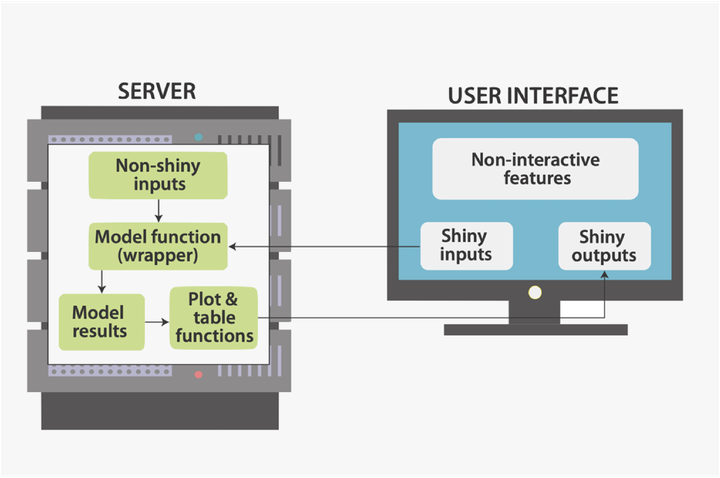 SERVER
Non-shiny
inputs
Model function
(wrapper)
Model
results
Plot &
table
functions
USER INTERFACE
Non-interactive
features
Shiny
inputs
Shiny
outputs